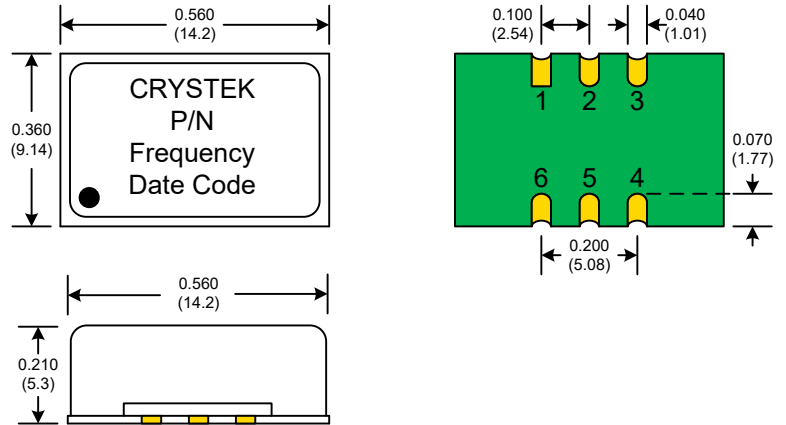 0.560
(14.2)
0.360
(9.14)
CRYSTEK
P/N
Frequency
Date Code
0.100
(2.54)
0.040
(1.01)
1 2 3
6 5 4
0.070
(1.77)
0.200
(5.08)
0.560
(14.2)
0.210
(5.3)